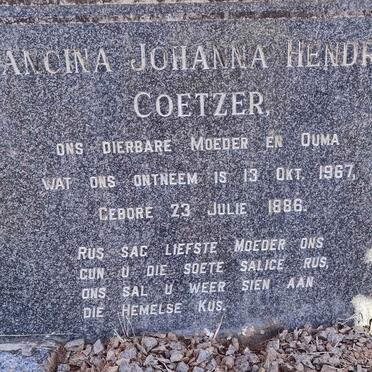 ANCINA JOHANNA HENDR
COETZER,
ONS DIERBARE MOEDER EN OUMA
WAT ONS ONTNEEM IS 13 OKT. 1967,
GEBORE 23 JULIE 1886.
RUS SAG LIEFSTE MOEDER ONS
GUN U DIE SOETE SALIGE RUS,
ONS SAL U WEER SIEN AAN
DIE HEMELSE KUS.